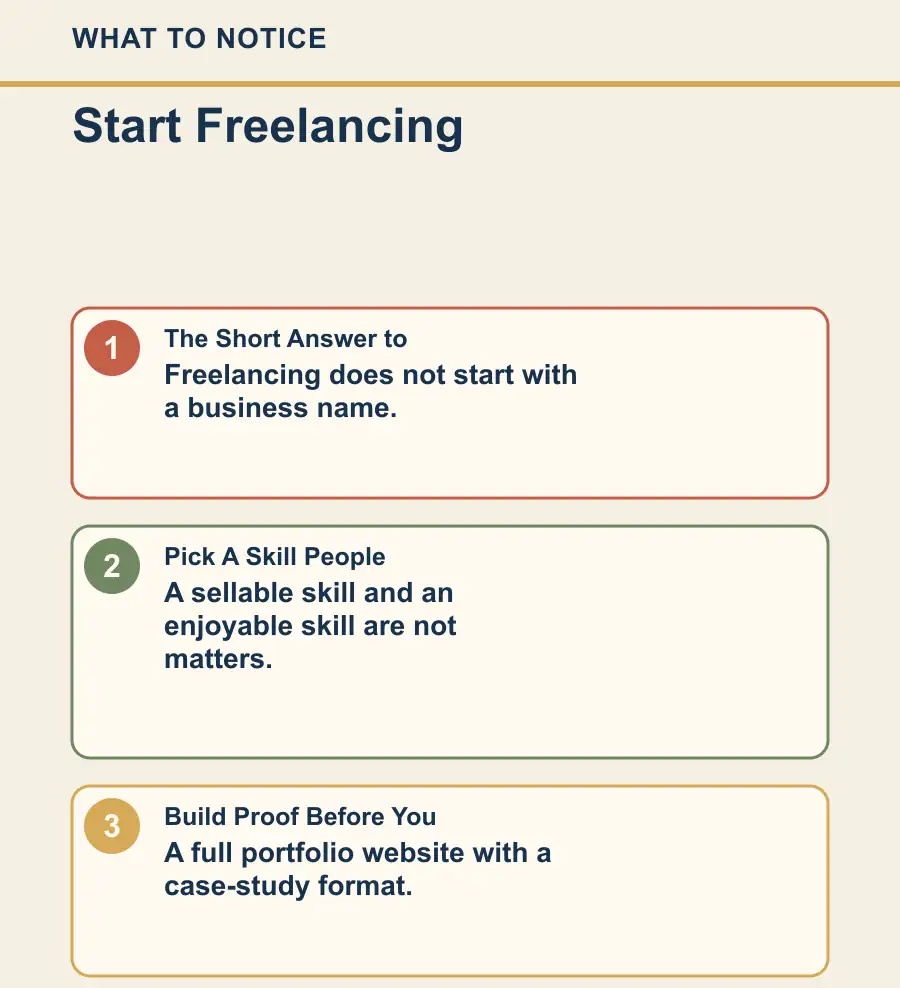 WHAT TO NOTICE
Start Freelancing
1
The Short Answer to
Freelancing does not start with
a business name.
2
Pick A Skill People
A sellable skill and an
enjoyable skill are not
matters.
3
Build Proof Before You
A full portfolio website with a
case-study format.